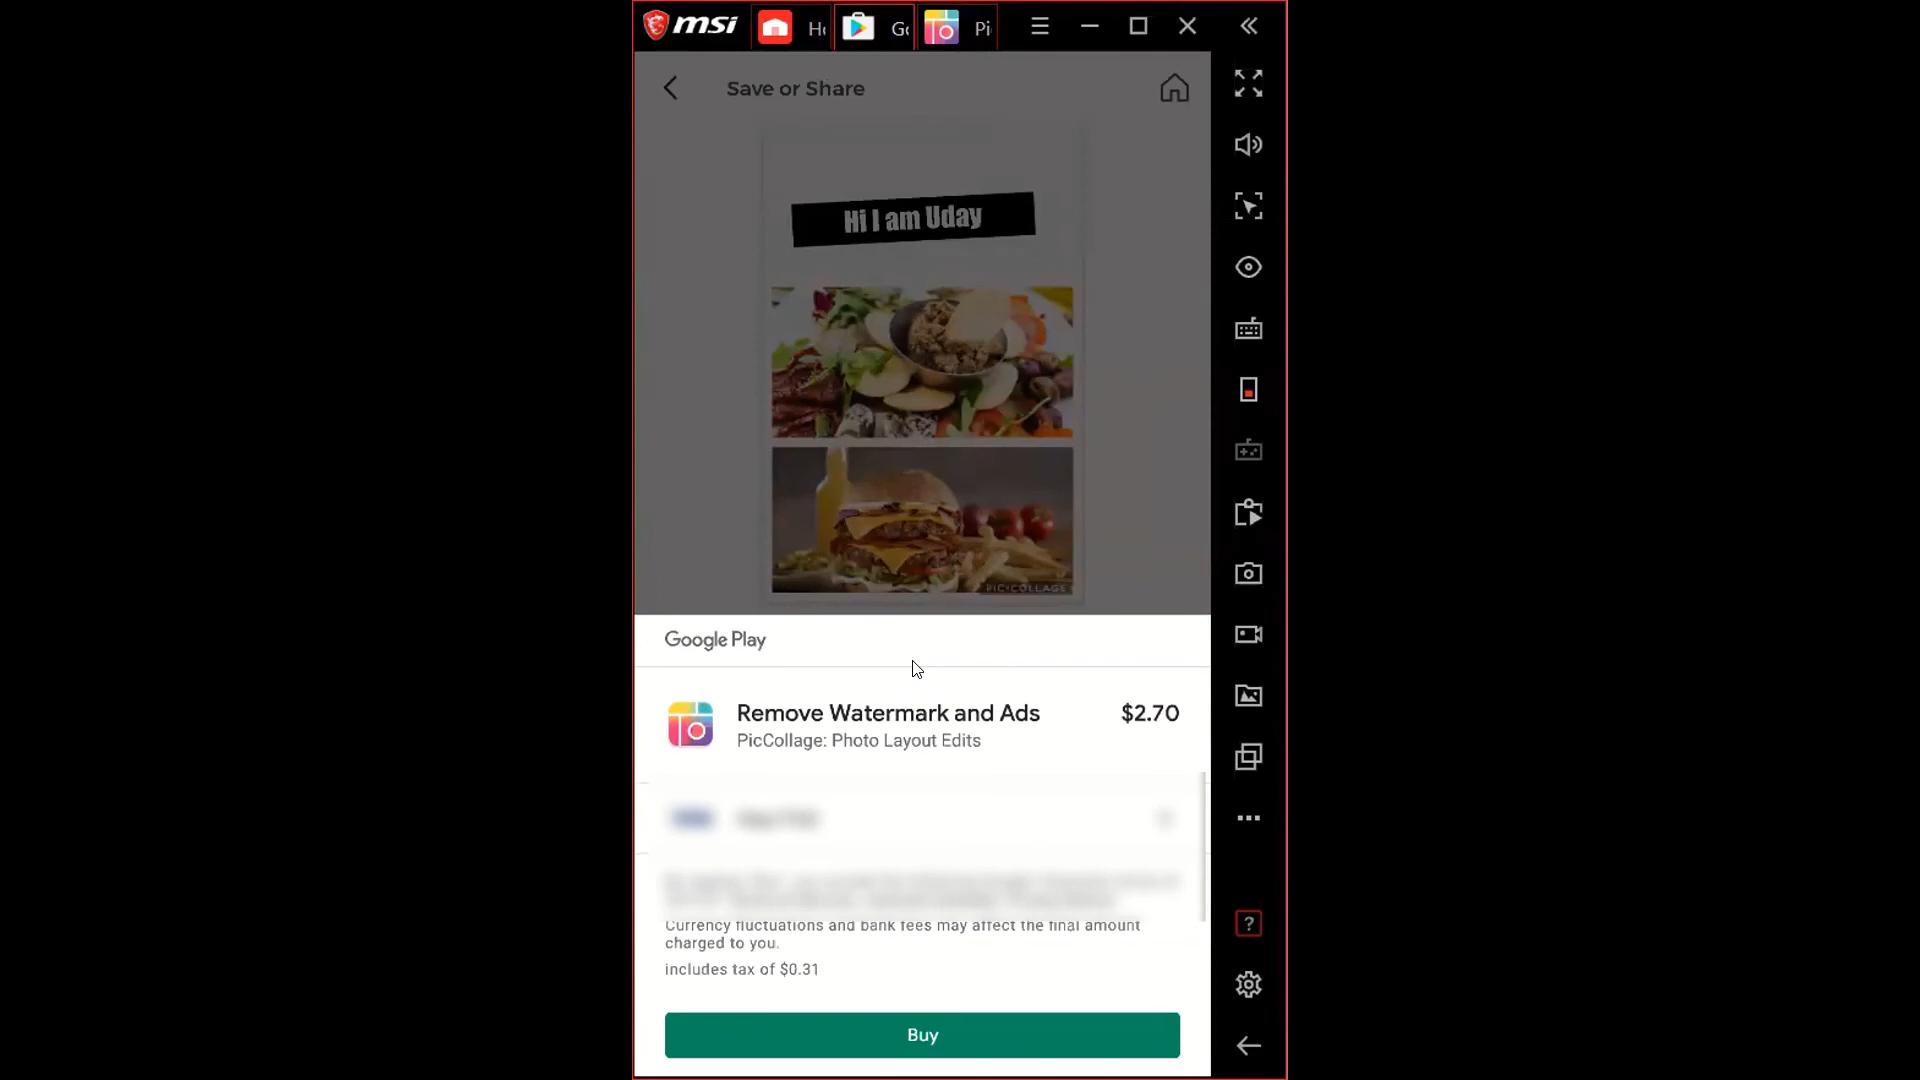 msi
Save or Share
Hi I am Uday
PIC•COLLAGE
Google Play
Remove Watermark and Ads
$2.70
PicCollage: Photo Layout Edits
Currency fluctuations and bank fees may affect the final amount
charged to you.
includes tax of $0.31
Buy